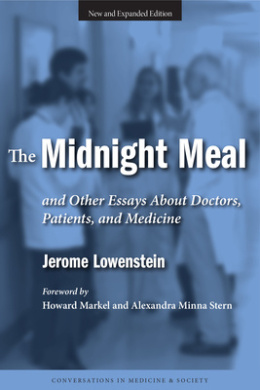 New and Expanded Edition
The Midnight Meal
and Other Essays About Doctors,
Patients, and Medicine
Jerome Lowenstein
Foreword by
Howard Markel and Alexandra Minna Stern
CONVERSATIONS IN MEDICINE & SOCIETY